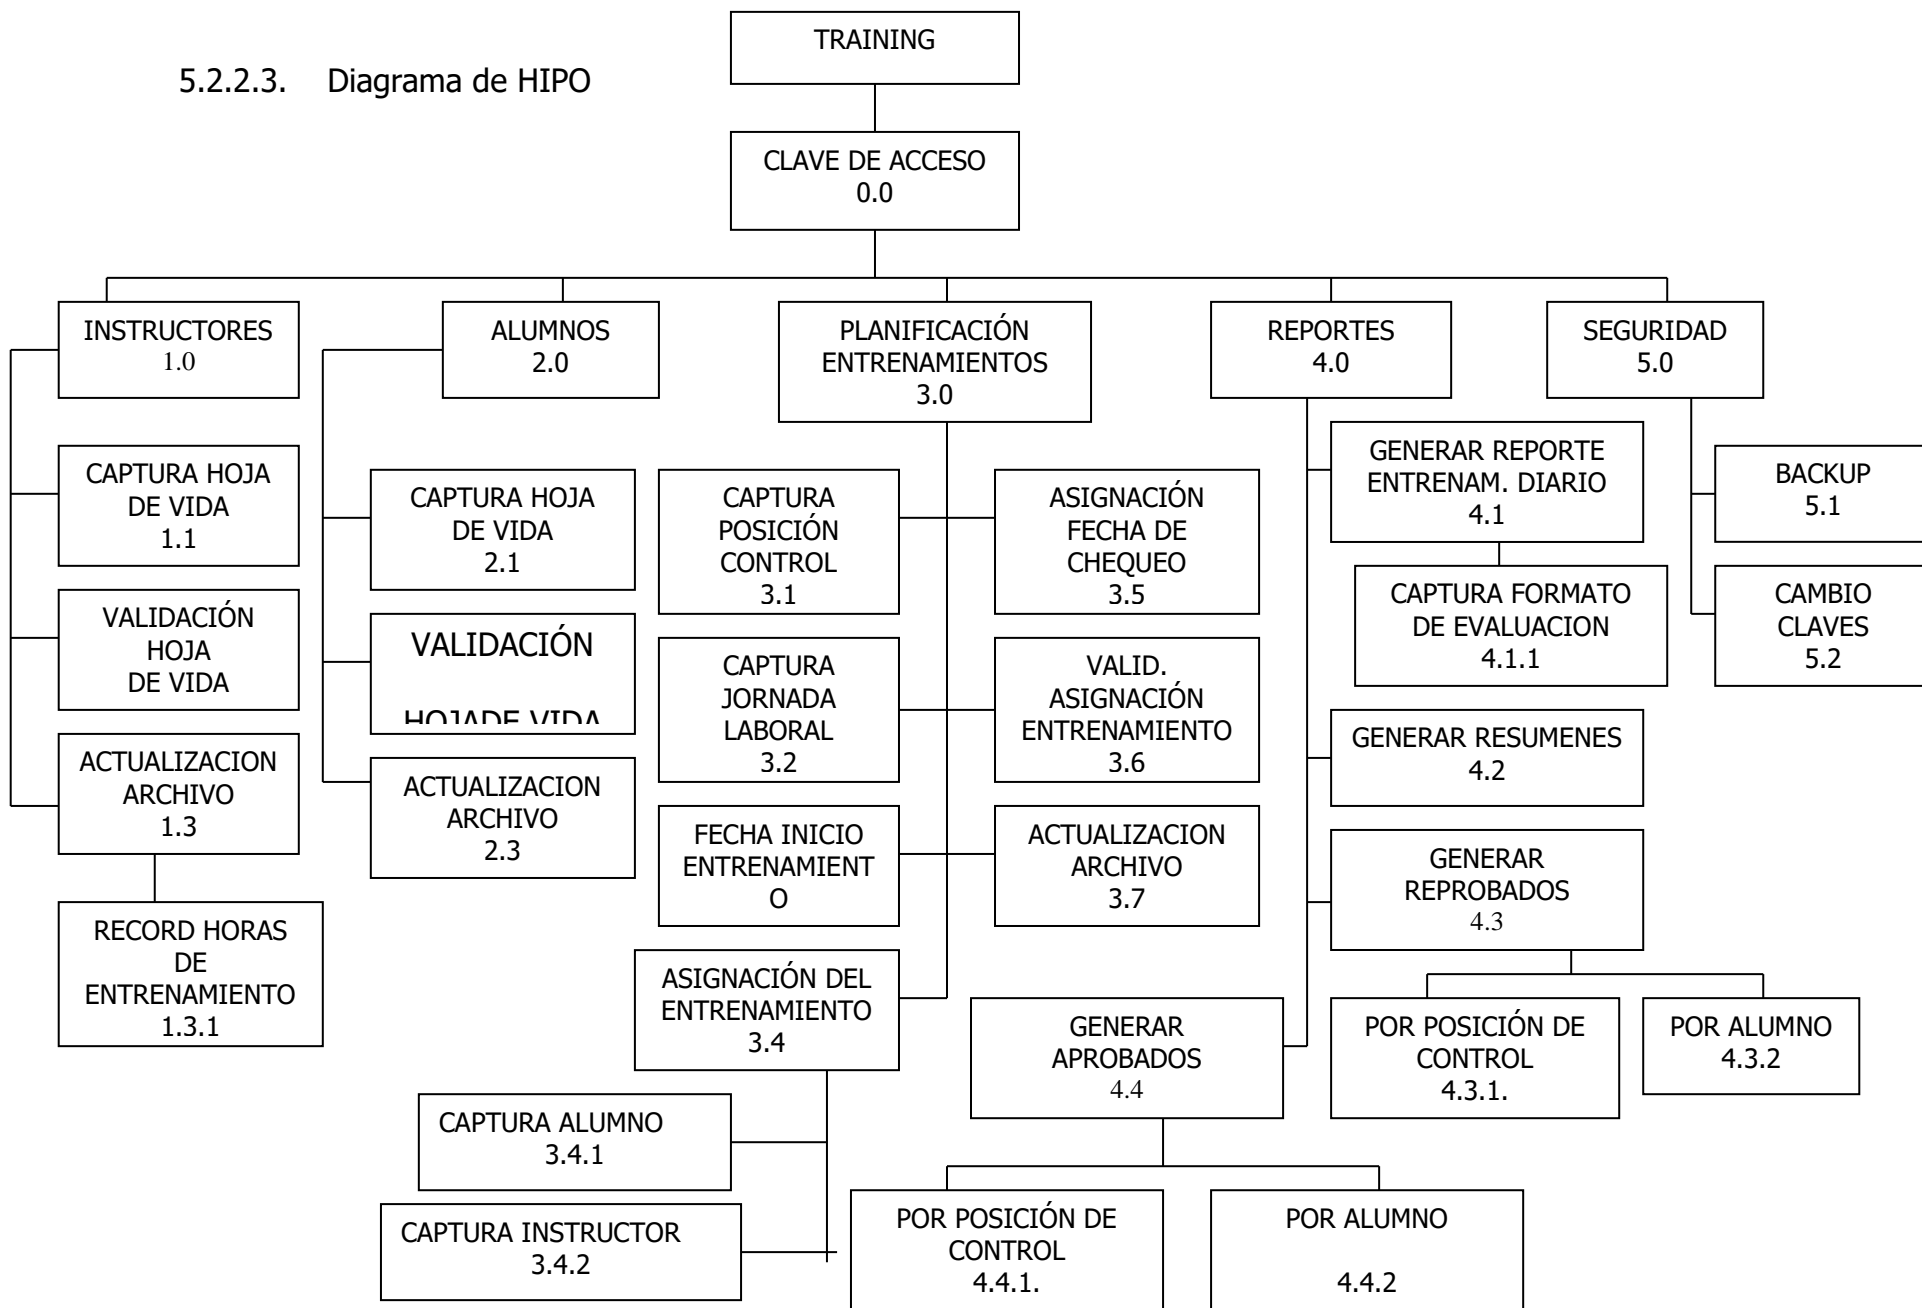 TRAINING
5.2.2.3. Diagrama de HIPO
CLAVE DE ACCESO
0.0
INSTRUCTORES
1.0
ALUMNOS
2.0
PLANIFICACIÓN
ENTRENAMIENTOS
3.0
REPORTES
4.0
SEGURIDAD
5.0
CAPTURA HOJA
DE VIDA
1.1
VALIDACIÓN
HOJA
DE VIDA
ACTUALIZACION
ARCHIVO
1.3
RECORD HORAS
DE
ENTRENAMIENTO
1.3.1
CAPTURA HOJA
DE VIDA
2.1
VALIDACIÓN
HOJADE VIDA
ACTUALIZACION
ARCHIVO
2.3
CAPTURA
POSICIÓN
CONTROL
3.1
CAPTURA
JORNADA
LABORAL
3.2
FECHA INICIO
ENTRENAMIENT
O
ASIGNACIÓN DEL
ENTRENAMIENTO
3.4
CAPTURA ALUMNO
3.4.1
CAPTURA INSTRUCTOR
3.4.2
ASIGNACIÓN
FECHA DE
CHEQUEO
3.5
VALID.
ASIGNACIÓN
ENTRENAMIENTO
3.6
ACTUALIZACION
ARCHIVO
3.7
GENERAR REPORTE
ENTRENAM. DIARIO
4.1
CAPTURA FORMATO
DE EVALUACION
4.1.1
GENERAR RESUMENES
4.2
GENERAR
REPROBADOS
4.3
POR POSICIÓN DE
CONTROL
4.3.1.
POR ALUMNO
4.3.2
GENERAR
APROBADOS
4.4
POR POSICIÓN DE
CONTROL
4.4.1.
POR ALUMNO
4.4.2
BACKUP
5.1
CAMBIO
CLAVES
5.2